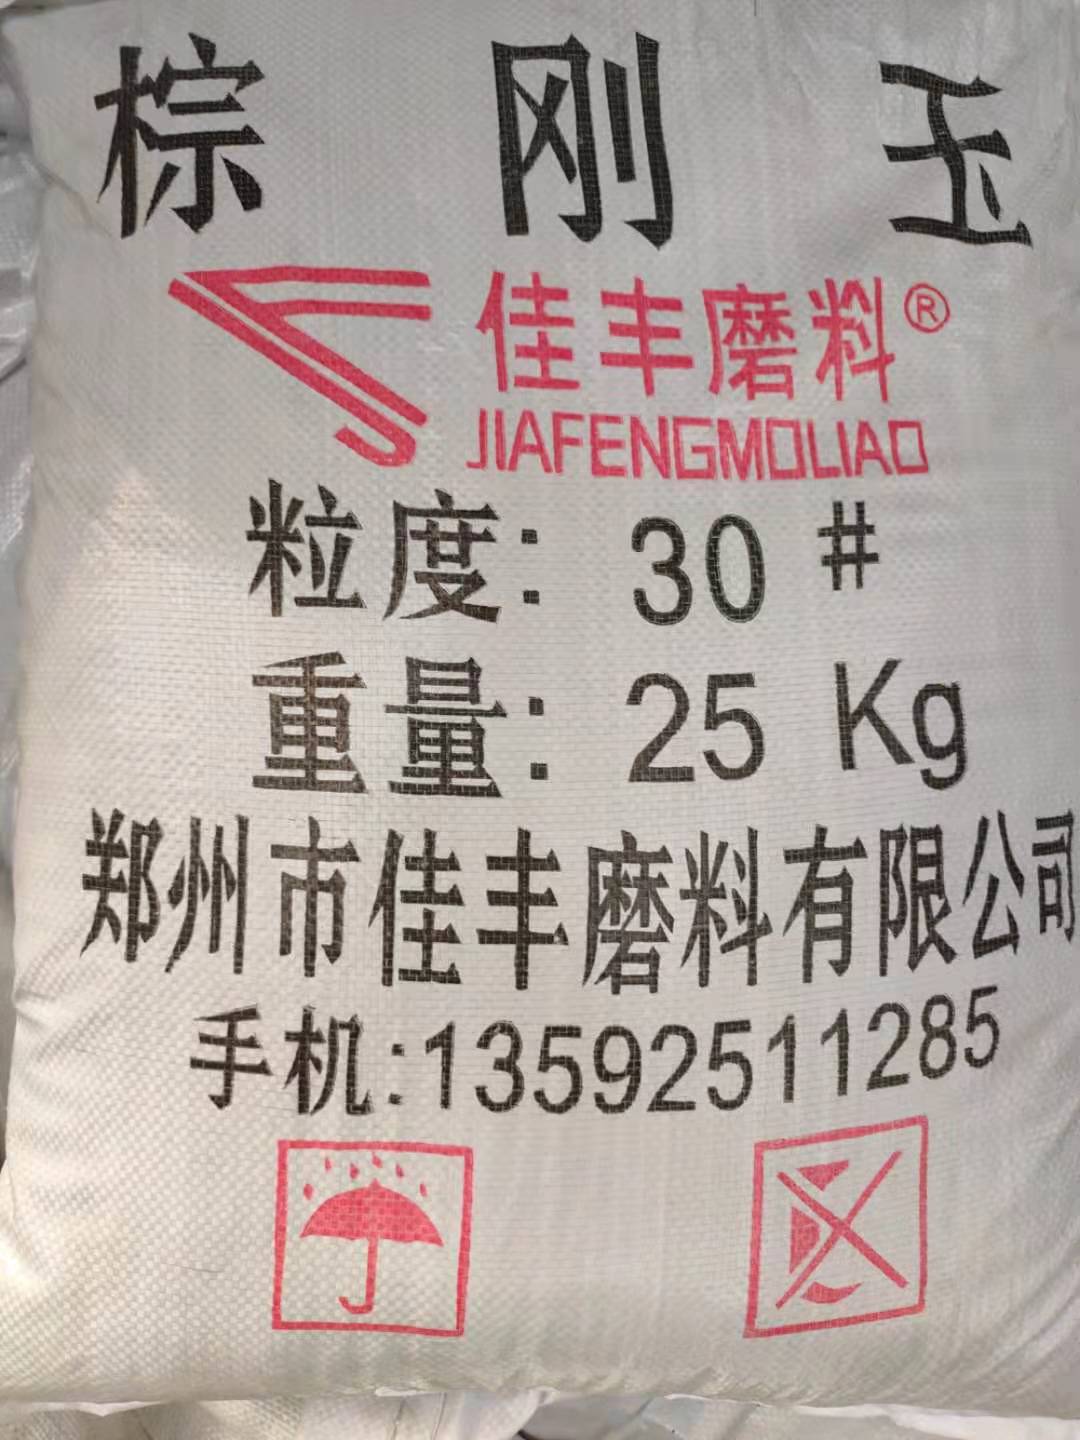 棕刚玉
佳丰磨料®
JIAFENGMOLIAO
粒度: 30#
重量: 25 Kg
郑州市佳丰磨料有限公司
手机:13592511285